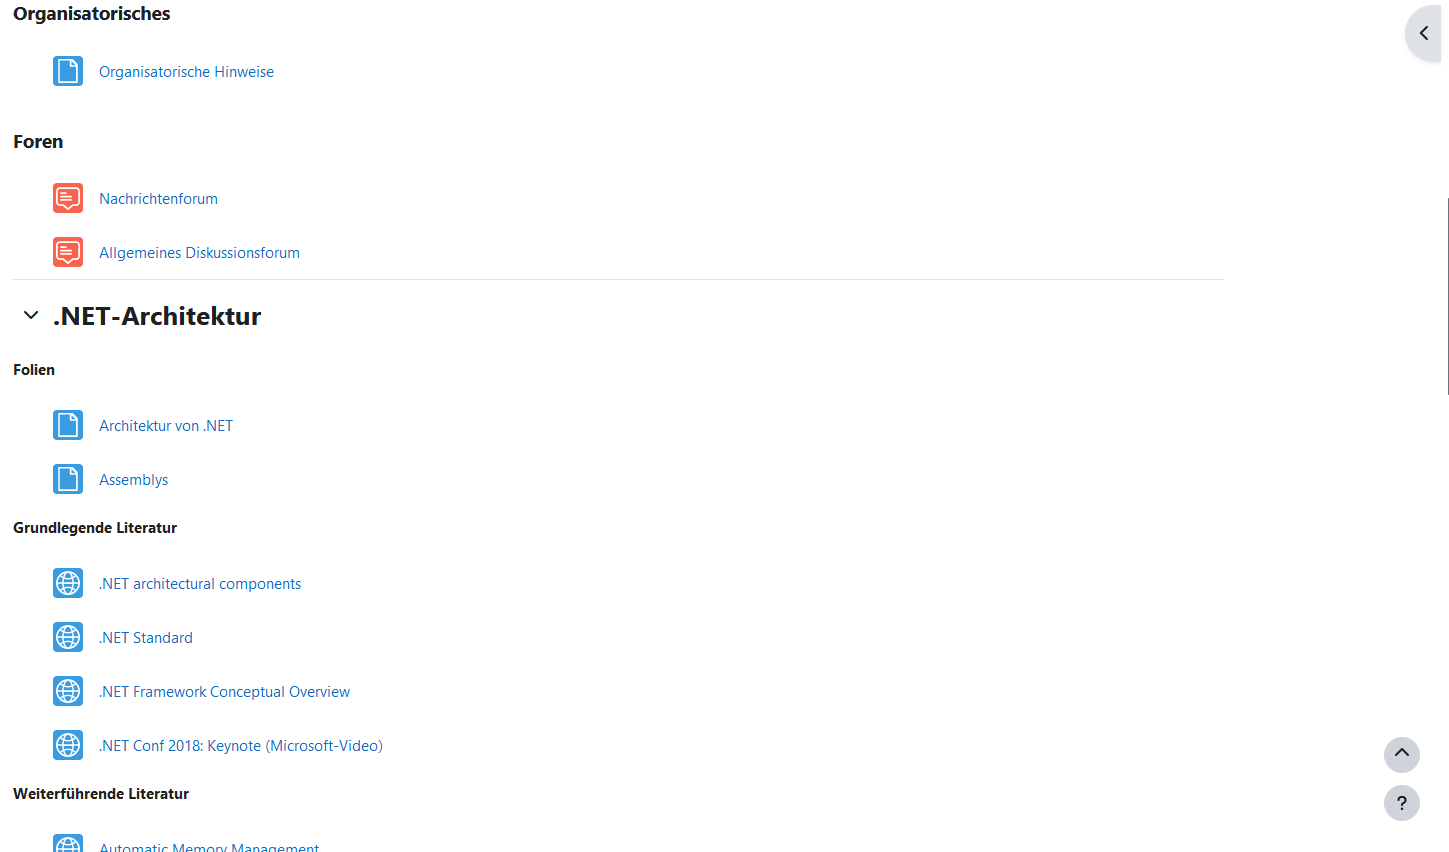 Organisatorisches
Organisatorische Hinweise
Foren
Nachrichtenforum
Allgemeines Diskussionsforum
.NET-Architektur
Folien
Architektur von .NET
Assemblys
Grundlegende Literatur
.NET architectural components
.NET Standard
.NET Framework Conceptual Overview
.NET Conf 2018: Keynote (Microsoft-Video)
Weiterführende Literatur
?
Automatic Memory Management